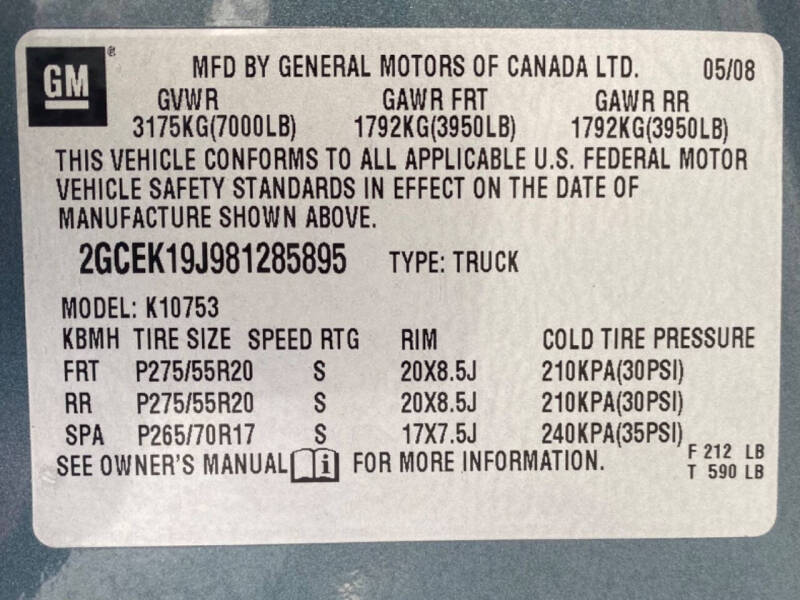 GM®
MFD BY GENERAL MOTORS OF CANADA LTD. 05/08
GVWR GAWR FRT GAWR RR
3175KG(7000LB) 1792KG(3950LB) 1792KG(3950LB)
THIS VEHICLE CONFORMS TO ALL APPLICABLE U.S. FEDERAL MOTOR
VEHICLE SAFETY STANDARDS IN EFFECT ON THE DATE OF
MANUFACTURE SHOWN ABOVE.
2GCEK19J981285895 TYPE: TRUCK
MODEL: K10753
KBMH TIRE SIZE SPEED RTG RIM COLD TIRE PRESSURE
FRT P275/55R20 S 20X8.5J 210KPA(30PSI)
RR P275/55R20 S 20X8.5J 210KPA(30PSI)
SPA P265/70R17 S 17X7.5J 240KPA(35PSI)
F 212 LB
SEE OWNER'S MANUAL i FOR MORE INFORMATION.
T 590 LB